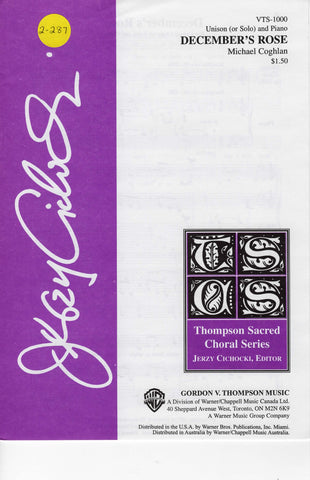 2-287
VTS-1000
Unison (or Solo) and Piano
DECEMBER'S ROSE
Michael Coghlan
$1.50
Jerzy Cichocki
TS
CS
Thompson Sacred
Choral Series
JERZY CICHOCKI, EDITOR
GORDON V. THOMPSON MUSIC
A Division of Warner/Chappell Music Canada Ltd.
40 Sheppard Avenue West, Toronto, ON M2N 6K9
A Warner Music Group Company
Distributed in the U.S.A. by Warner Bros. Publications, Inc. Miami.
Distributed in Australia by Warner/Chappell Music Australia.